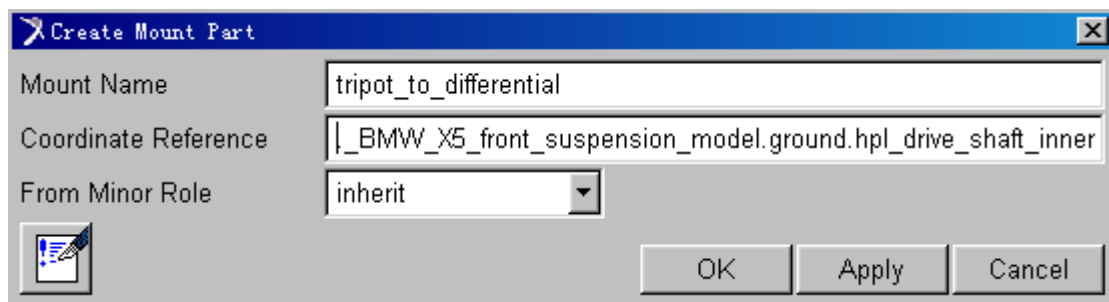 Create Mount Part
Mount Name tripot_to_differential
Coordinate Reference ._BMW_X5_front_suspension_model.ground.hpl_drive_shaft_inner
From Minor Role inherit
OK Apply Cancel